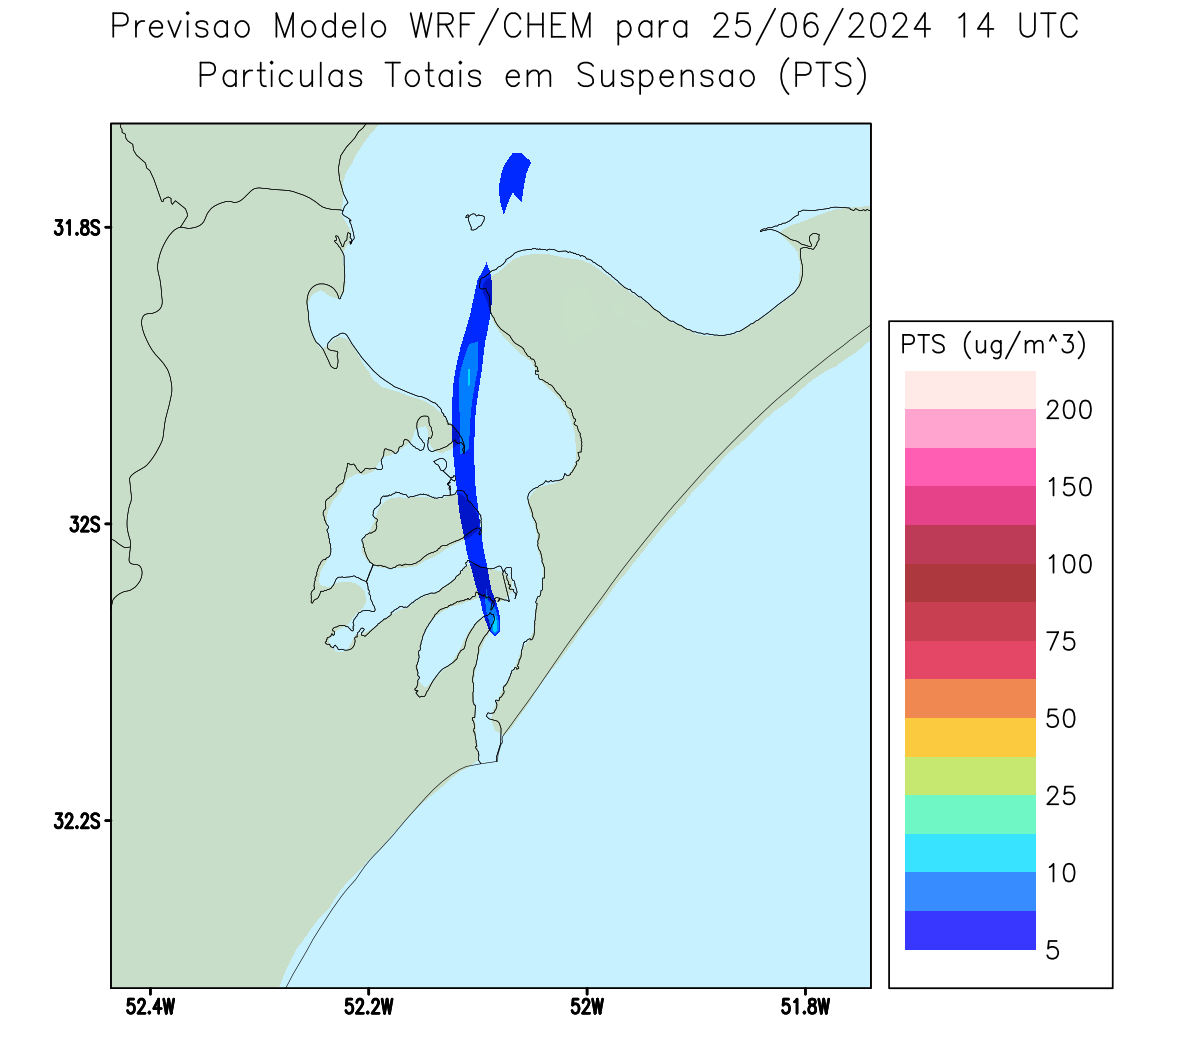 Previsao Modelo WRF/CHEM para 25/06/2024 14 UTC
Particulas Totais em Suspensao (PTS)
31.8S
32S
32.2S
52.4W
52.2W
52W
51.8W
PTS (ug/m^3)
200
150
100
75
50
25
10
5